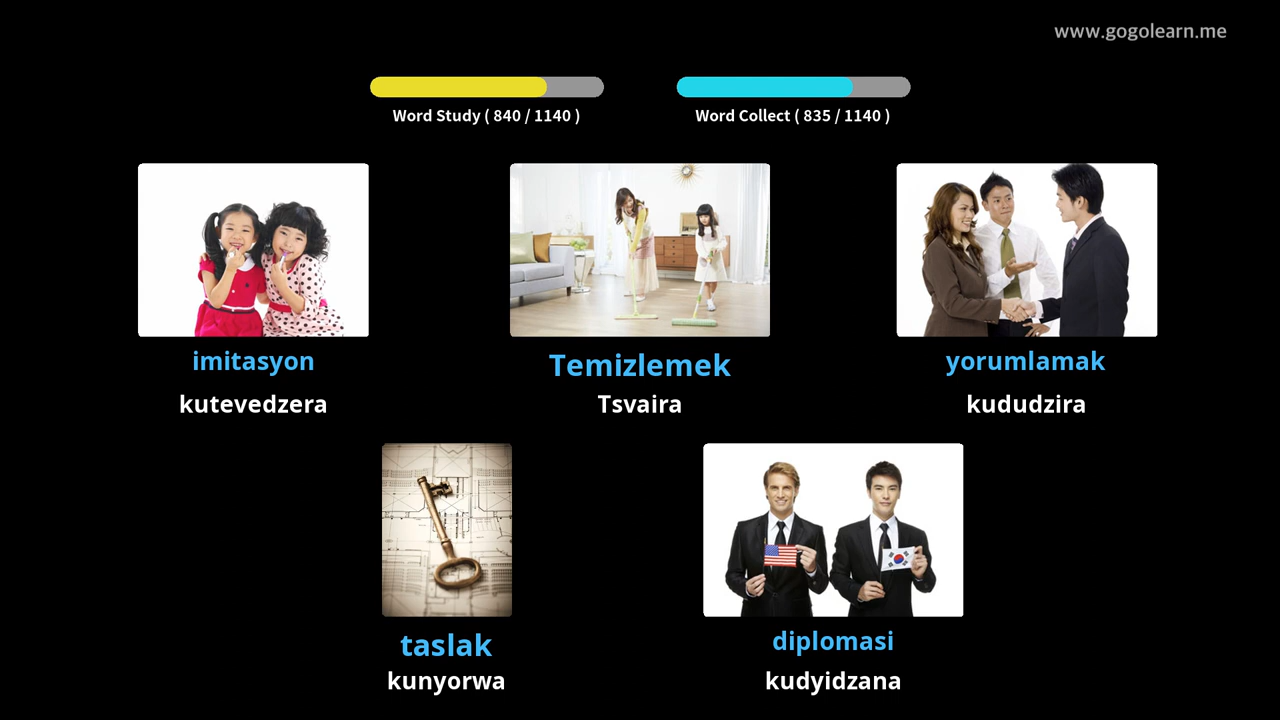 www.gogolearn.me
Word Study ( 840 / 1140 )
Word Collect ( 835 / 1140 )
imitasyon
kutevedzera
Temizlemek
Tsvaira
yorumlamak
kududzira
taslak
kunyorwa
diplomasi
kudyidzana